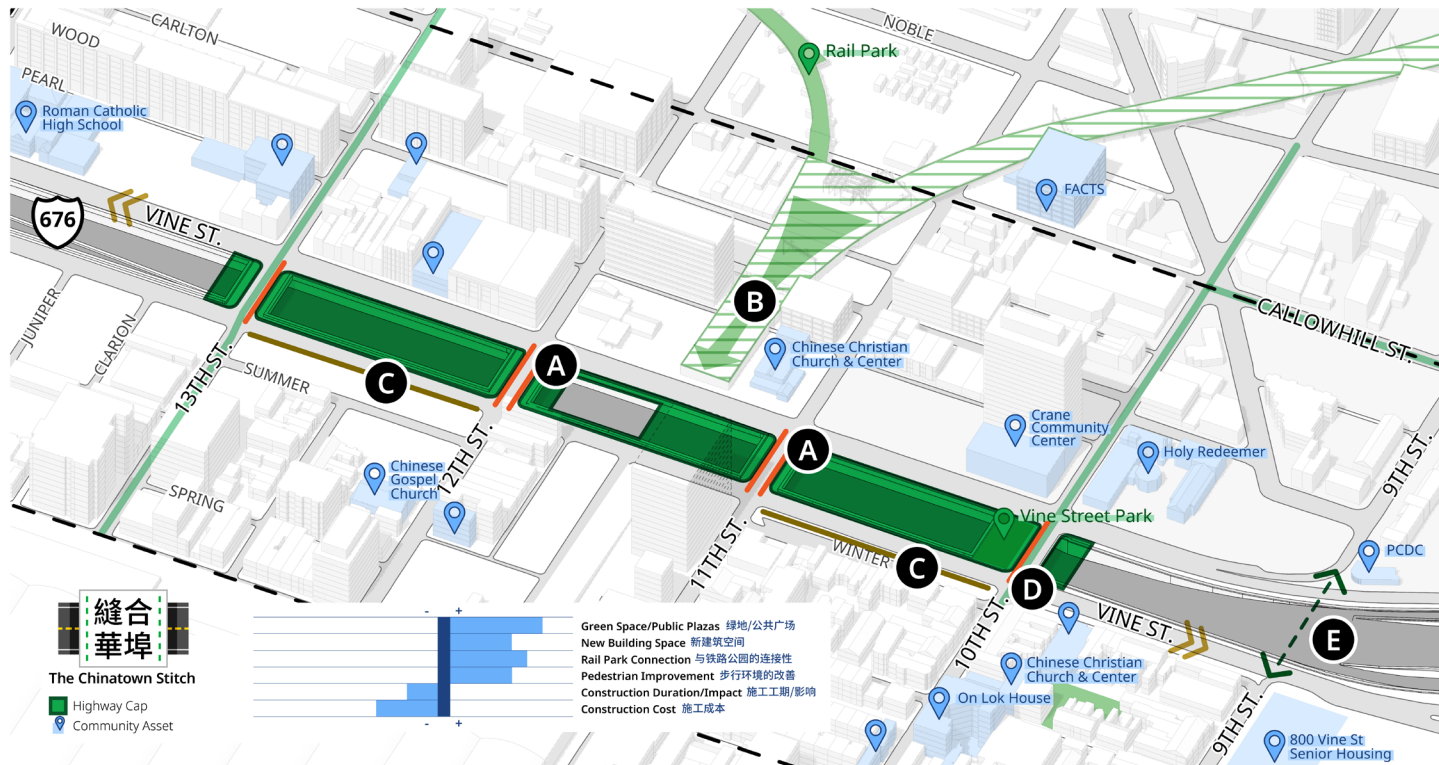 NOBLE
CARLTON
WOOD
PEARL
Rail Park
Roman Catholic
High School
676
VINE ST.
FACTS
B
JUNIPER
CLARION
13TH ST.
SUMMER
C
A
Chinese Christian
Church & Center
CALLOWHILL ST.
Crane
Community
Center
Holy Redeemer
9TH ST.
A
Chinese
Gospel
Church
12TH ST.
SPRING
11TH ST.
WINTER
C
Vine Street Park
PCDC
D
VINE ST.
E
10TH ST.
Chinese Christian
Church & Center
On Lok House
9TH ST.
800 Vine St
Senior Housing
縫合
華埠
The Chinatown Stitch
Highway Cap
Community Asset
- +
Green Space/Public Plazas 绿地/公共广场
New Building Space 新建筑空间
Rail Park Connection 与铁路公园的连接性
Pedestrian Improvement 步行环境的改善
Construction Duration/Impact 施工工期/影响
Construction Cost 施工成本
- +